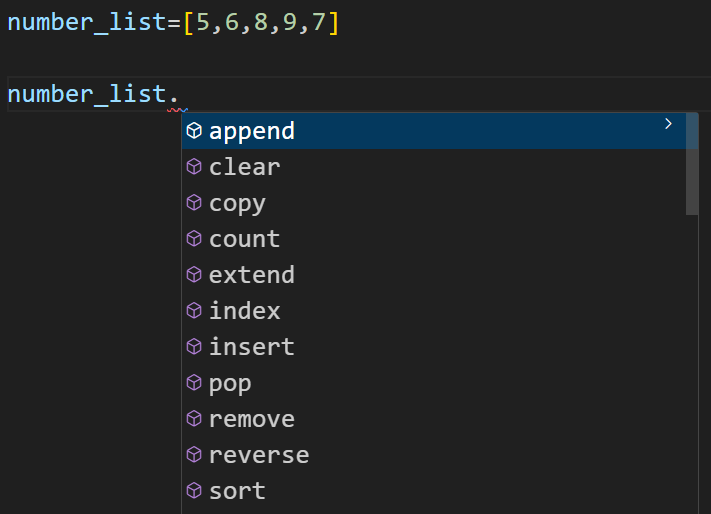 number_list=[5,6,8,9,7]
number_list.
append
clear
copy
count
extend
index
insert
pop
remove
reverse
sort